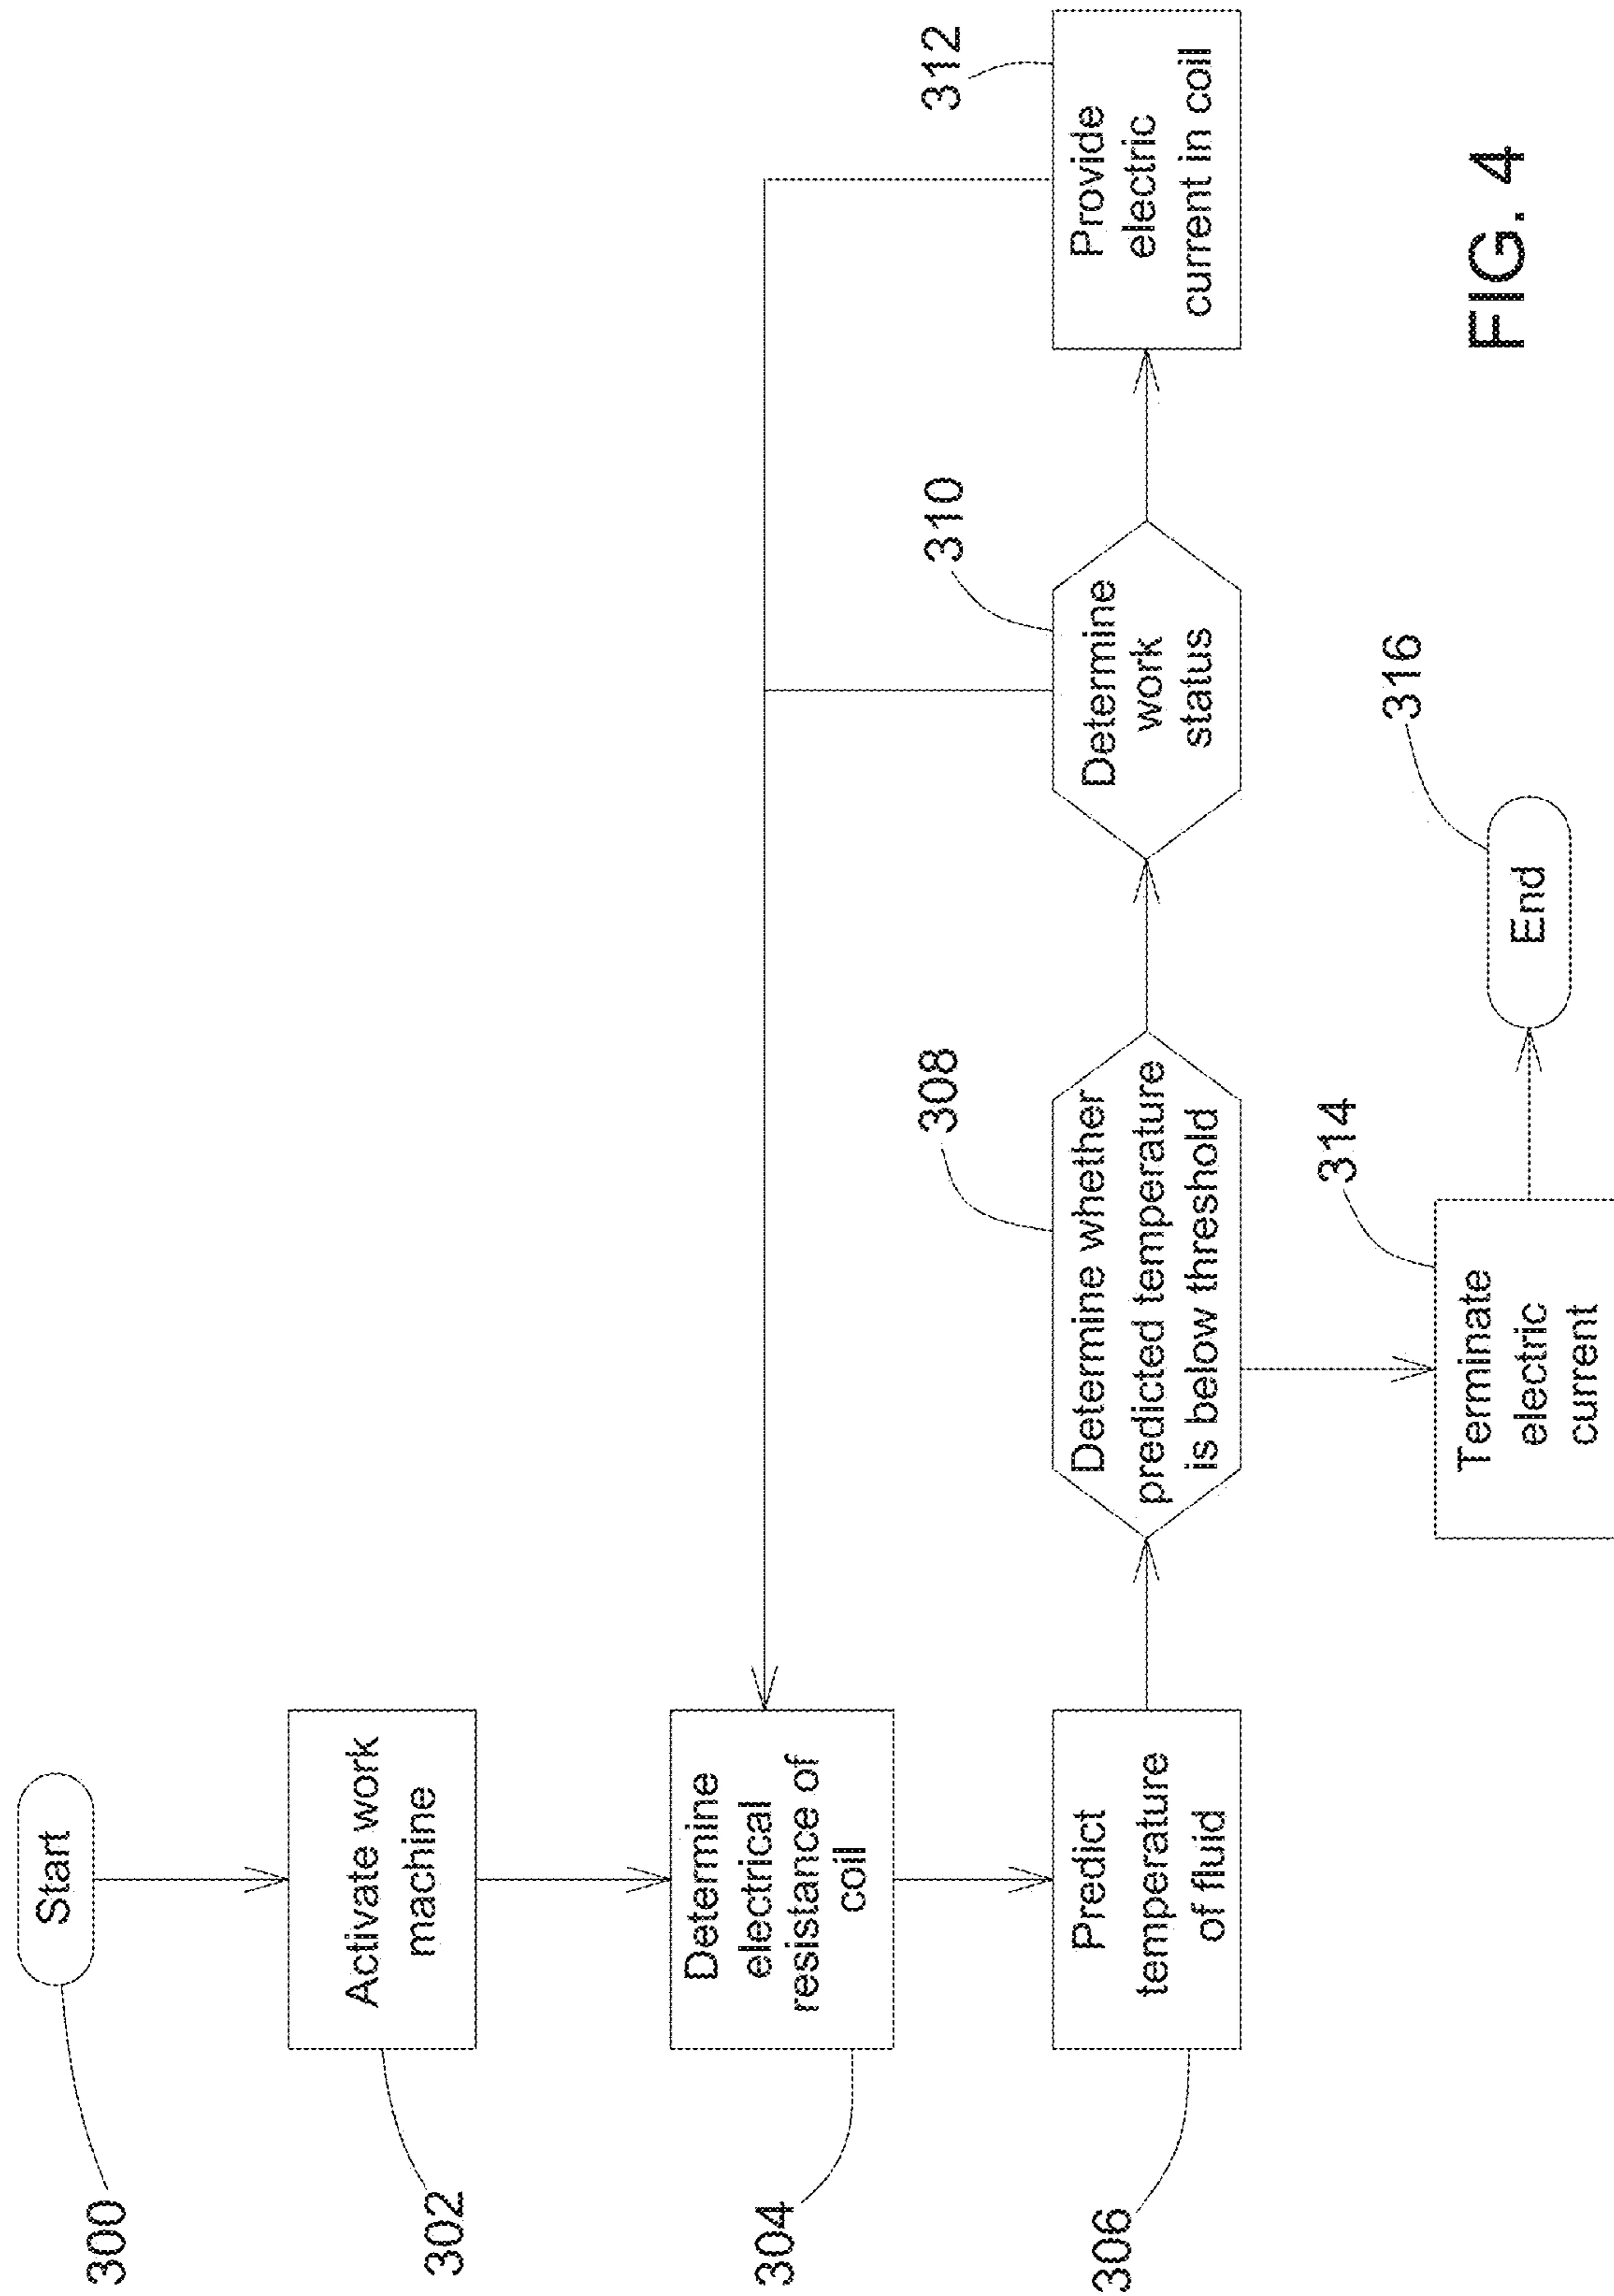 300
Start
302
Activate work
machine
304
Determine
electrical
resistance of
coil
306
Predict
temperature
of fluid
308
Determine whether
predicted temperature
is below threshold
310
Determine
work
status
312
Provide
electric
current in coil
314
Terminate
electric
current
316
End
FIG. 4